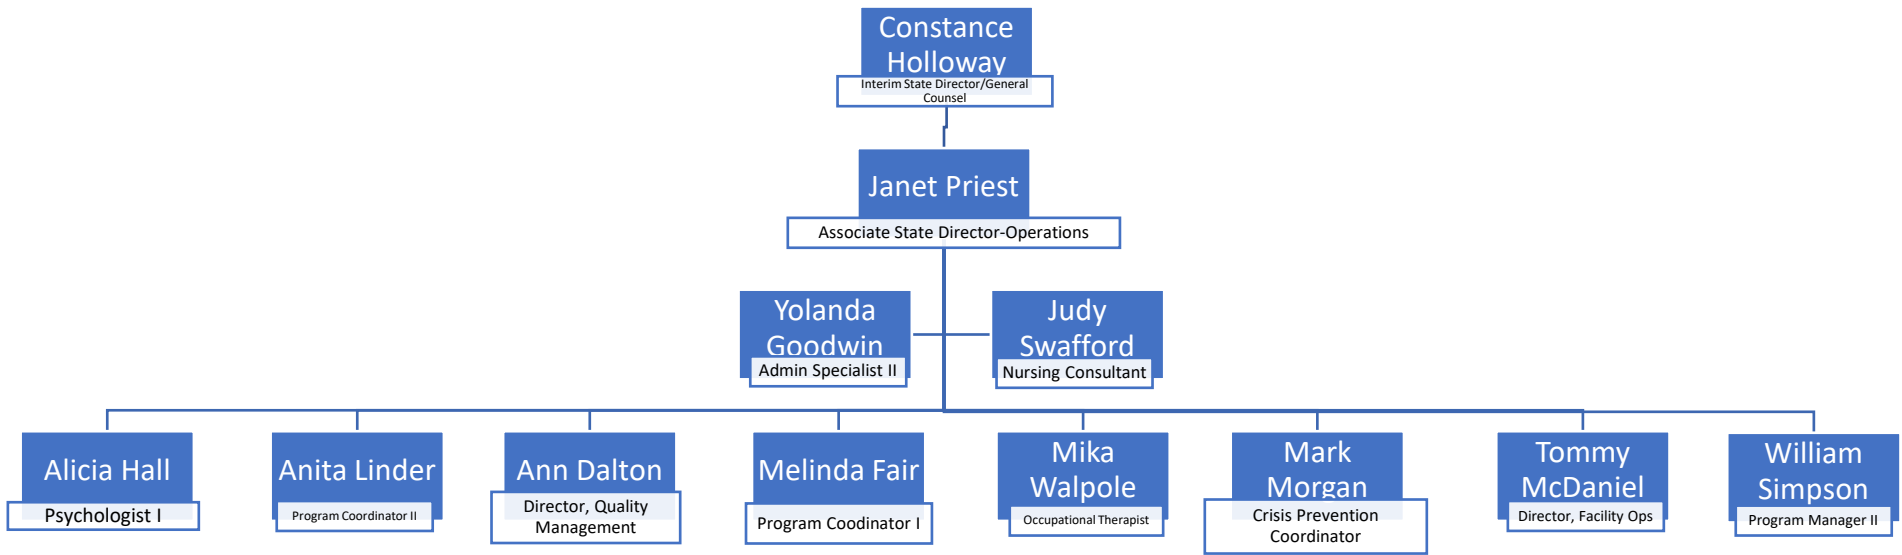 Constance
Holloway
Interim State Director/General
Counsel
Janet Priest
Associate State Director-Operations
Yolanda
Goodwin
Admin Specialist II
Judy
Swafford
Nursing Consultant
Alicia Hall
Psychologist I
Anita Linder
Program Coordinator II
Ann Dalton
Director, Quality
Management
Melinda Fair
Program Coodinator I
Mika
Walpole
Occupational Therapist
Mark
Morgan
Crisis Prevention
Coordinator
Tommy
McDaniel
Director, Facility Ops
William
Simpson
Program Manager II